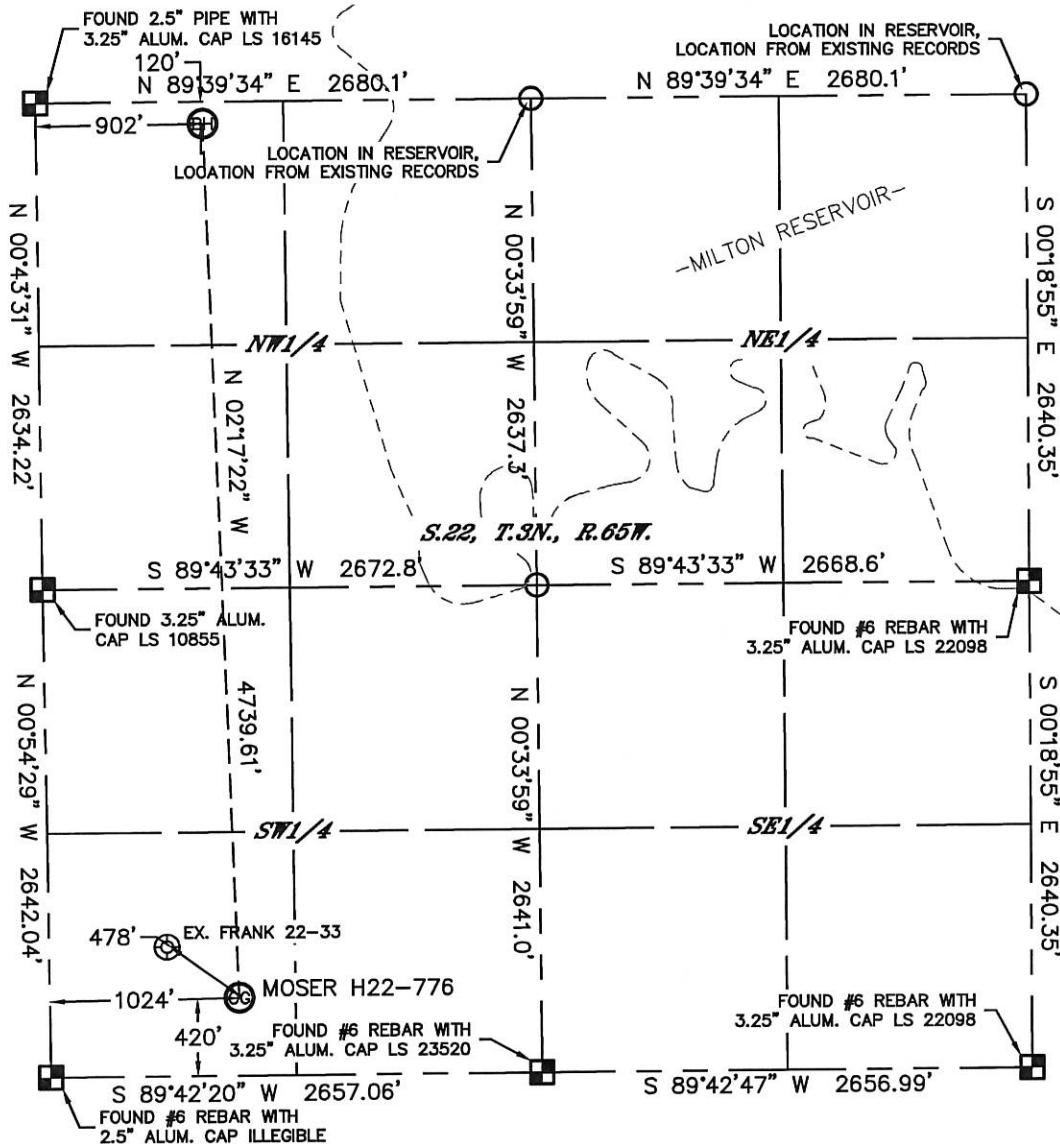 FOUND 2.5" PIPE WITH
3.25" ALUM. CAP LS 16145
LOCATION IN RESERVOIR,
LOCATION FROM EXISTING RECORDS
120'
N 89°39'34" E 2680.1'
N 89°39'34" E 2680.1'
902'
BH
LOCATION IN RESERVOIR,
LOCATION FROM EXISTING RECORDS
-MILTON RESERVOIR-
N 00°43'31" W 2634.22'
N 00°33'59" W 2637.3'
S 00°18'55" E 2640.35'
NW1/4
NE1/4
N 02°17'22" W 4739.61'
S.22, T.3N., R.65W.
S 89°43'33" W 2672.8'
S 89°43'33" W 2668.6'
FOUND 3.25" ALUM.
CAP LS 10855
FOUND #6 REBAR WITH
3.25" ALUM. CAP LS 22098
N 00°54'29" W 2642.04'
N 00°33'59" W 2641.0'
S 00°18'55" E 2640.35'
SW1/4
SE1/4
478'
EX. FRANK 22-33
1024'
OG
MOSER H22-776
420'
FOUND #6 REBAR WITH
3.25" ALUM. CAP LS 23520
FOUND #6 REBAR WITH
3.25" ALUM. CAP LS 22098
S 89°42'20" W 2657.06'
S 89°42'47" W 2656.99'
FOUND #6 REBAR WITH
2.5" ALUM. CAP ILLEGIBLE